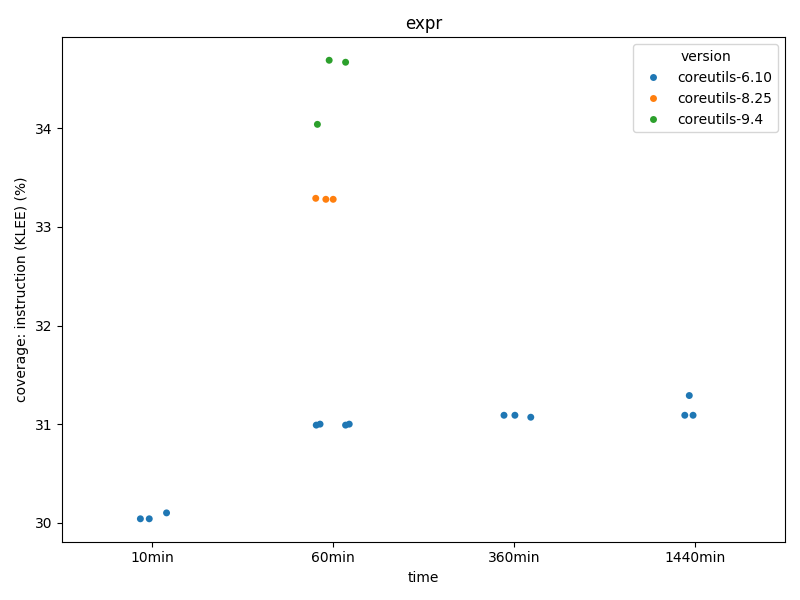 expr
version
coreutils-6.10
coreutils-8.25
coreutils-9.4
coverage: instruction (KLEE) (%)
34
33
32
31
30
10min
60min
360min
1440min
time